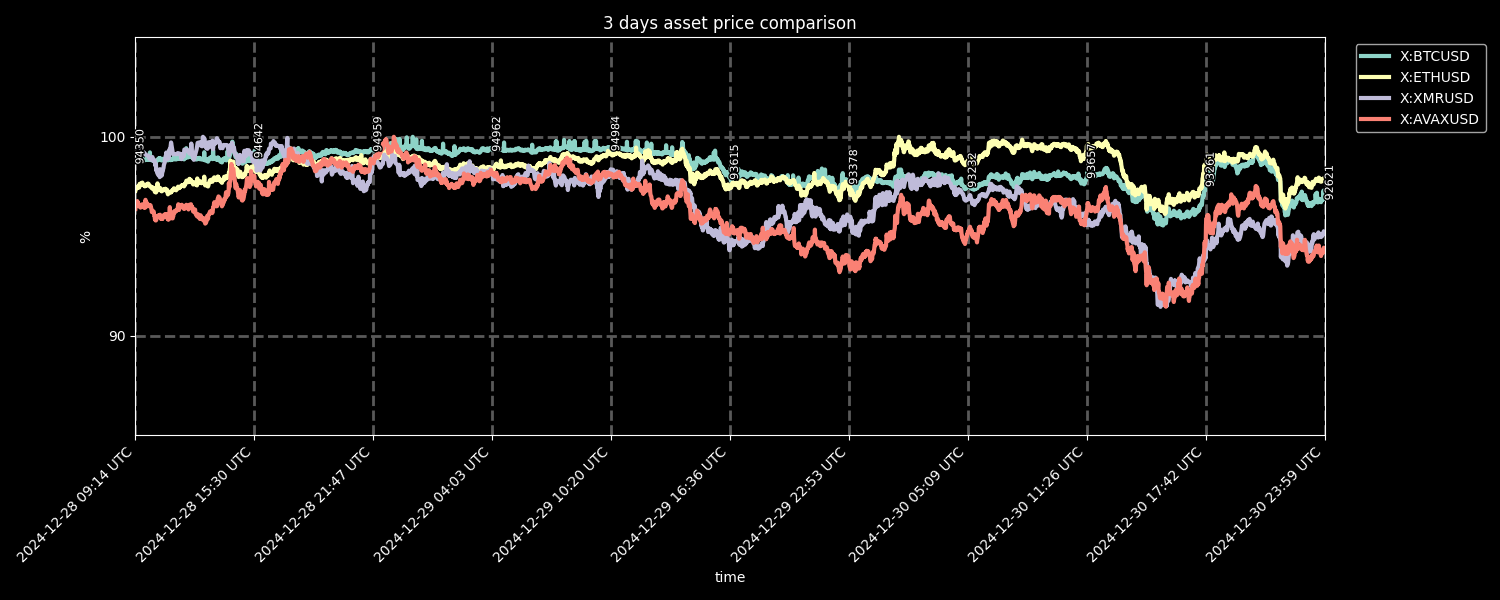 3 days asset price comparison
X:BTCUSD
X:ETHUSD
X:XMRUSD
X:AVAXUSD
100
90
%
94350
94642
94959
94962
94984
93615
93378
93232
93657
93261
92621
2024-12-28 09:14 UTC
2024-12-28 15:30 UTC
2024-12-28 21:47 UTC
2024-12-29 04:03 UTC
2024-12-29 10:20 UTC
2024-12-29 16:36 UTC
2024-12-29 22:53 UTC
2024-12-30 05:09 UTC
2024-12-30 11:26 UTC
2024-12-30 17:42 UTC
2024-12-30 23:59 UTC
time